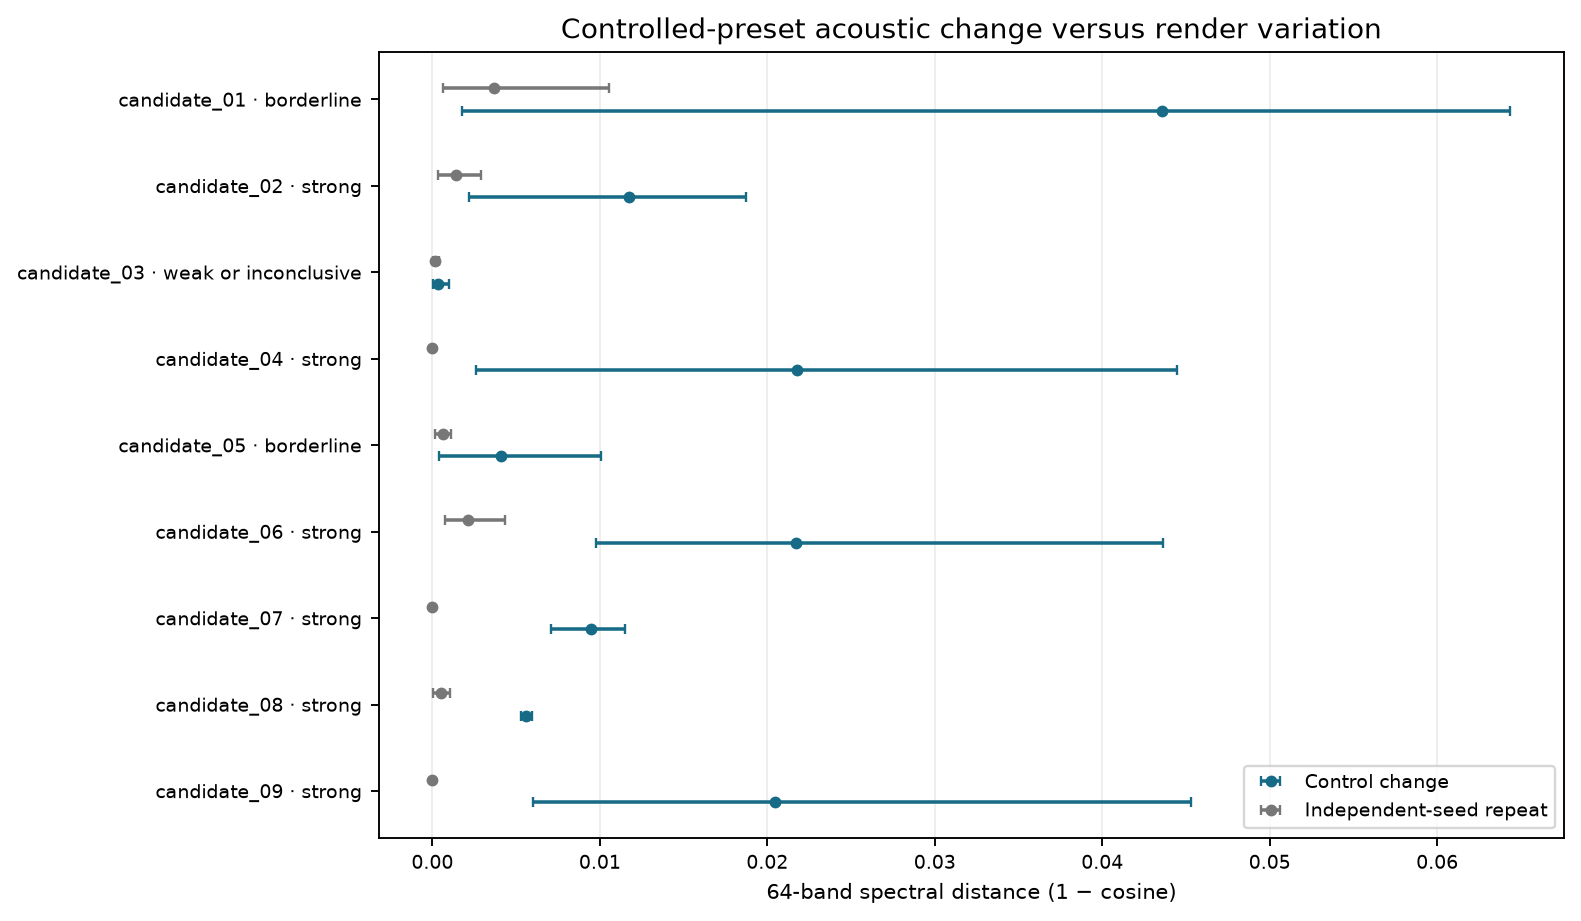 Controlled-preset acoustic change versus render variation
candidate_01 · borderline
candidate_02 · strong
candidate_03 · weak or inconclusive
candidate_04 · strong
candidate_05 · borderline
candidate_06 · strong
candidate_07 · strong
candidate_08 · strong
candidate_09 · strong
Control change
Independent-seed repeat
0.00 0.01 0.02 0.03 0.04 0.05 0.06
64-band spectral distance (1 − cosine)